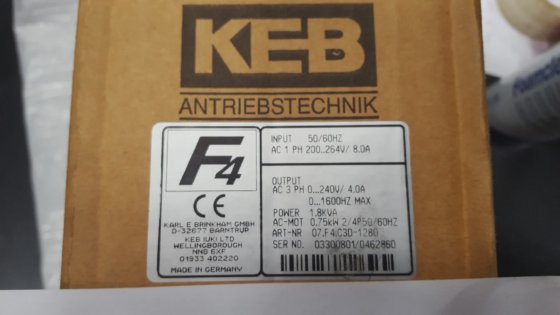 KEB
ANTRIEBSTECHNIK
F4
CE
KARL E BRINKHAM GMBH
D-32677 BARNTRUP
KEB (UK) LTD
WELLINGBOROUGH
NN8 6XF
01933 402220
MADE IN GERMANY
INPUT 50/60HZ
AC 1 PH 200..264V/ 8.0A
OUTPUT
AC 3 PH 0...240V/ 4.0A
0...1600HZ MAX
POWER 1.8KVA
AC-MOT 0.75kW 2/4P50/60HZ
ART-NR 07.F4.C3D-1280
SER NO. 03300801/0462860